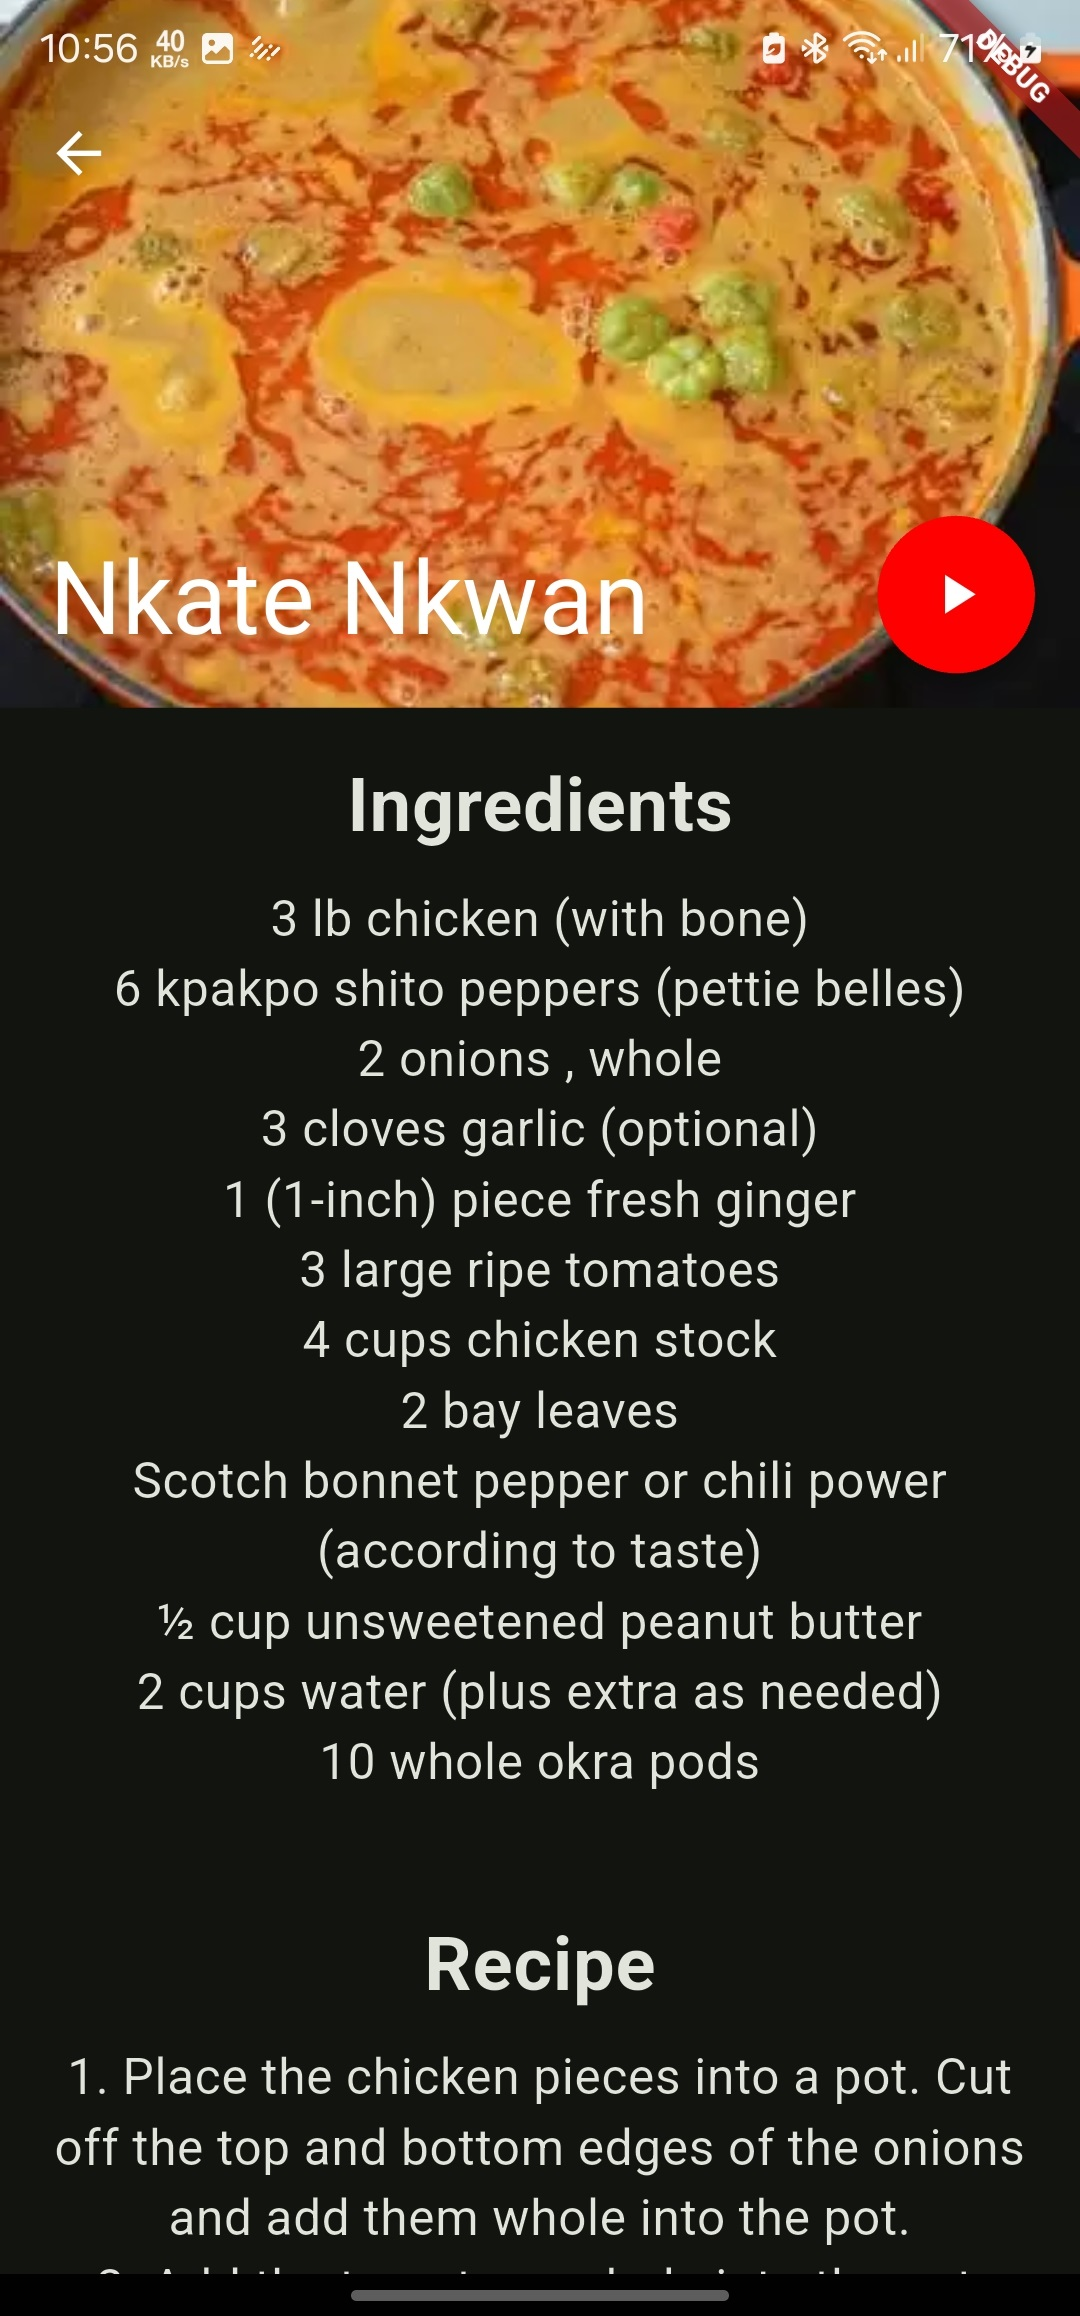 10:56 40 KB/s 71%
DEBUG
Nkate Nkwan
Ingredients
3 lb chicken (with bone)
6 kpakpo shito peppers (pettie belles)
2 onions , whole
3 cloves garlic (optional)
1 (1-inch) piece fresh ginger
3 large ripe tomatoes
4 cups chicken stock
2 bay leaves
Scotch bonnet pepper or chili power
(according to taste)
½ cup unsweetened peanut butter
2 cups water (plus extra as needed)
10 whole okra pods
Recipe
1. Place the chicken pieces into a pot. Cut
off the top and bottom edges of the onions
and add them whole into the pot.